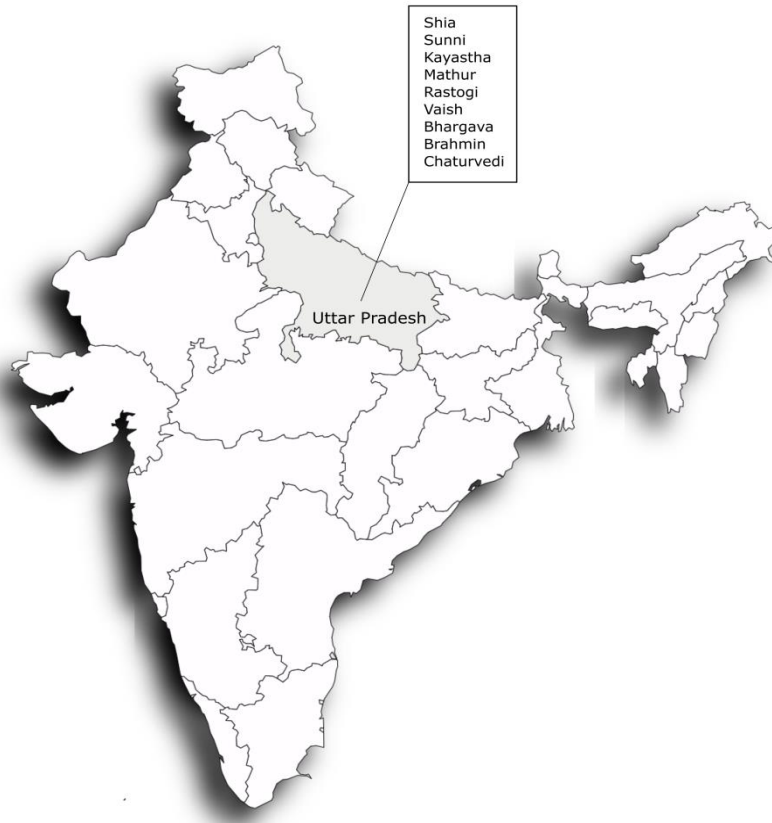 Shia
Sunni
Kayastha
Mathur
Rastogi
Vaish
Bhargava
Brahmin
Chaturvedi
Uttar Pradesh